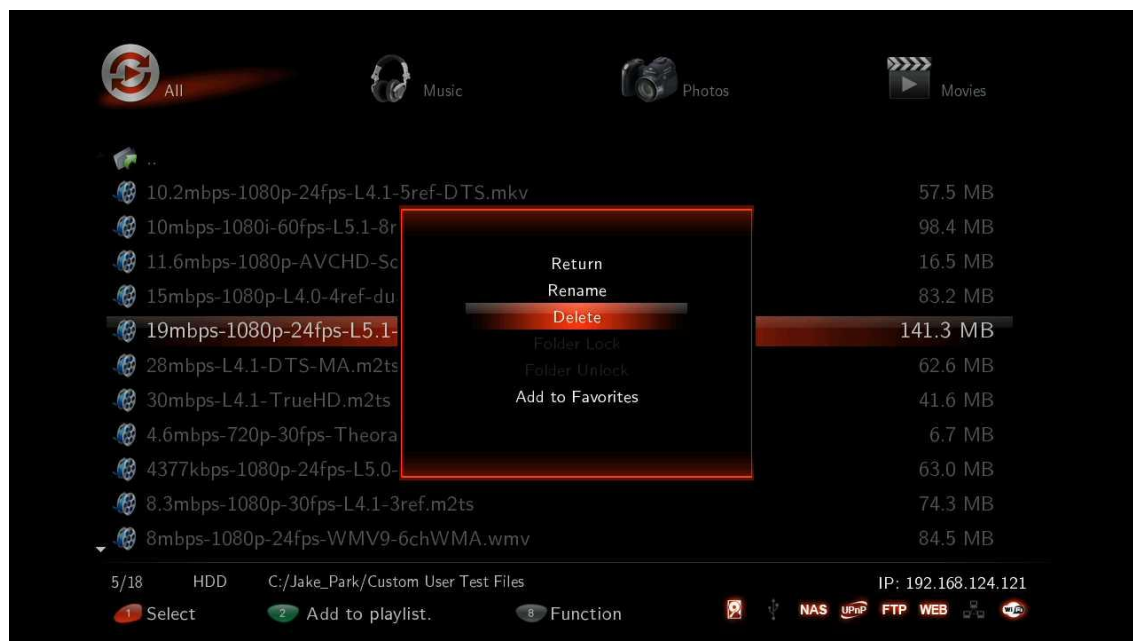 All Music Photos Movies
..
10.2mbps-1080p-24fps-L4.1-5ref-DTS.mkv 57.5 MB
10mbps-1080i-60fps-L5.1-8r 98.4 MB
11.6mbps-1080p-AVCHD-Sc 16.5 MB
15mbps-1080p-L4.0-4ref-du 83.2 MB
19mbps-1080p-24fps-L5.1- 141.3 MB
28mbps-L4.1-DTS-MA.m2ts 62.6 MB
30mbps-L4.1-TrueHD.m2ts 41.6 MB
4.6mbps-720p-30fps-Theora 6.7 MB
4377kbps-1080p-24fps-L5.0- 63.0 MB
8.3mbps-1080p-30fps-L4.1-3ref.m2ts 74.3 MB
8mbps-1080p-24fps-WMV9-6chWMA.wmv 84.5 MB
Return
Rename
Delete
Folder Lock
Folder Unlock
Add to Favorites
5/18 HDD C:/Jake_Park/Custom User Test Files IP: 192.168.124.121
1 Select 2 Add to playlist. 8 Function NAS UPnP FTP WEB WiFi